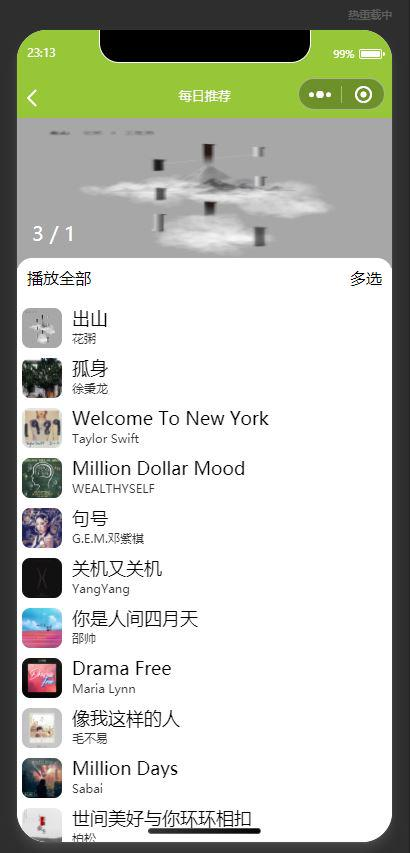 热重载中
23:13
99%
每日推荐
3 / 1
播放全部
多选
出山
花粥
孤身
徐秉龙
Welcome To New York
Taylor Swift
Million Dollar Mood
WEALTHYSELF
句号
G.E.M.邓紫棋
关机又关机
YangYang
你是人间四月天
邵帅
Drama Free
Maria Lynn
像我这样的人
毛不易
Million Days
Sabai
世间美好与你环环相扣
柏松